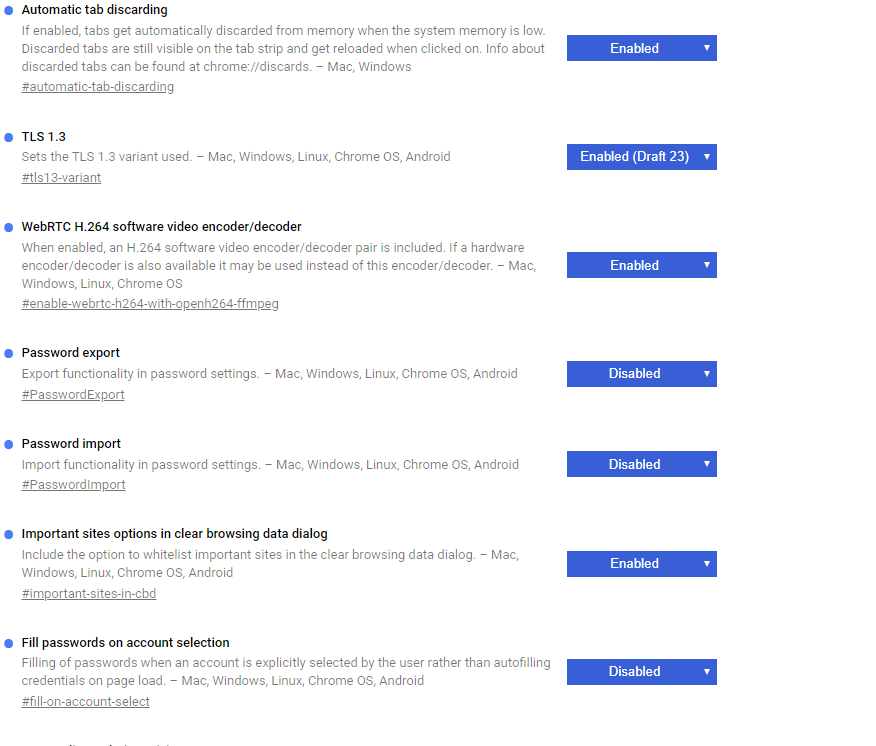 Automatic tab discarding
If enabled, tabs get automatically discarded from memory when the system memory is low.
Discarded tabs are still visible on the tab strip and get reloaded when clicked on. Info about
discarded tabs can be found at chrome://discards. – Mac, Windows
#automatic-tab-discarding
Enabled
TLS 1.3
Sets the TLS 1.3 variant used. – Mac, Windows, Linux, Chrome OS, Android
#tls13-variant
Enabled (Draft 23)
WebRTC H.264 software video encoder/decoder
When enabled, an H.264 software video encoder/decoder pair is included. If a hardware
encoder/decoder is also available it may be used instead of this encoder/decoder. – Mac,
Windows, Linux, Chrome OS
#enable-webrtc-h264-with-openh264-ffmpeg
Enabled
Password export
Export functionality in password settings. – Mac, Windows, Linux, Chrome OS, Android
#PasswordExport
Disabled
Password import
Import functionality in password settings. – Mac, Windows, Linux, Chrome OS, Android
#PasswordImport
Disabled
Important sites options in clear browsing data dialog
Include the option to whitelist important sites in the clear browsing data dialog. – Mac,
Windows, Linux, Chrome OS, Android
#important-sites-in-cbd
Enabled
Fill passwords on account selection
Filling of passwords when an account is explicitly selected by the user rather than autofilling
credentials on page load. – Mac, Windows, Linux, Chrome OS, Android
#fill-on-account-select
Disabled